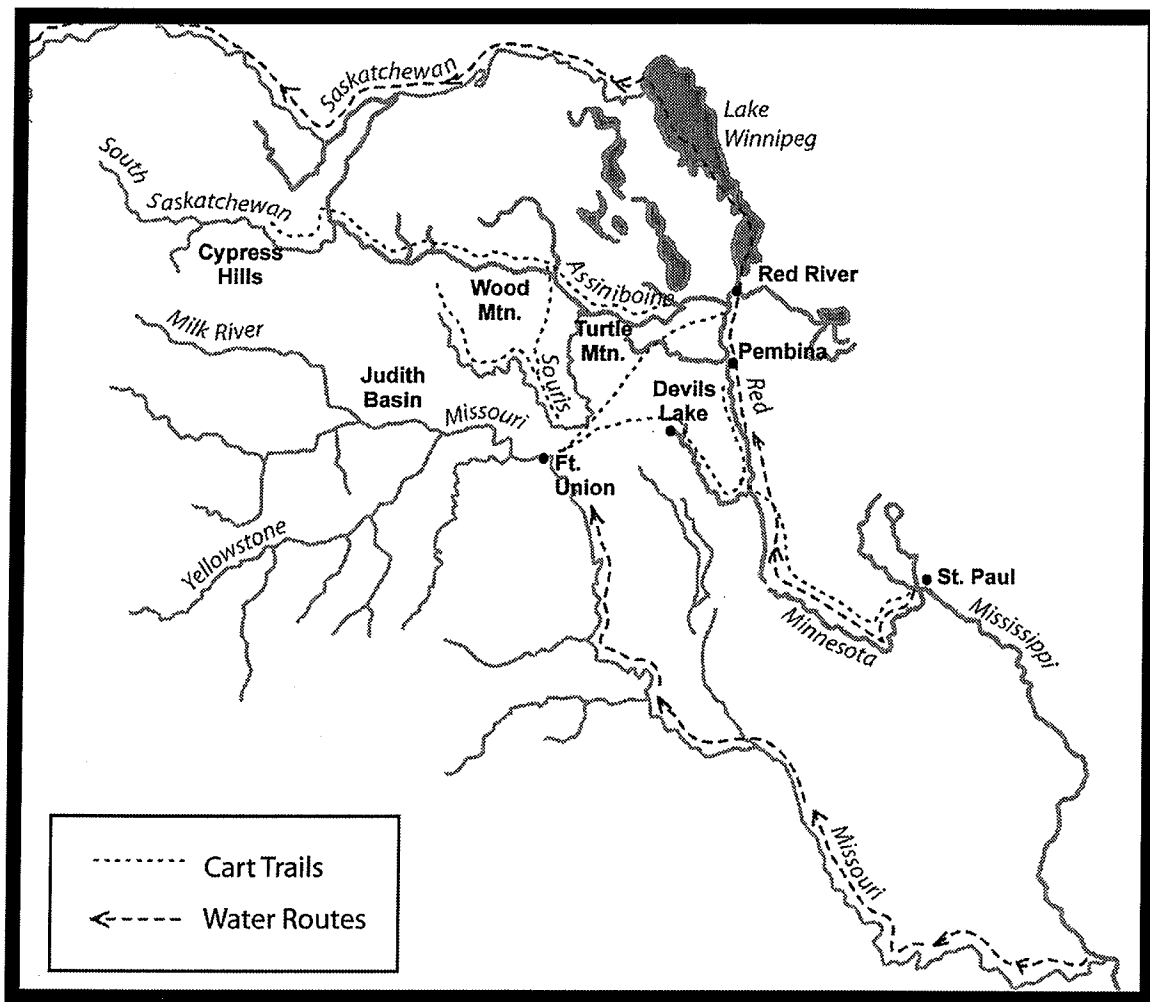 Saskatchewan
Lake
Winnipeg
South
Saskatchewan
Cypress
Hills
Wood
Mtn.
Assiniboine
Turtle
Mtn.
Red River
Pembina
Milk River
Judith
Basin
Missouri
Souris
Devils
Lake
Red
Ft.
Union
Yellowstone
St. Paul
Minnesota
Mississippi
Missouri
Cart Trails
Water Routes